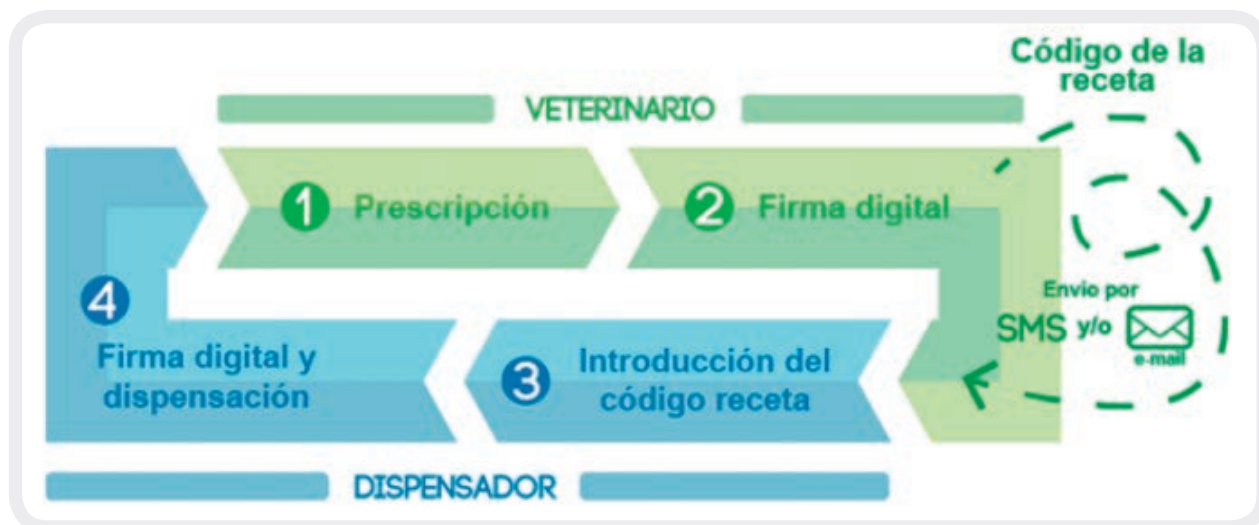 Código de la
receta
VETERINARIO
1 Prescripción
2 Firma digital
Envio por
SMS y/o
e-mail
3 Introducción del
código receta
4
Firma digital y
dispensación
DISPENSADOR